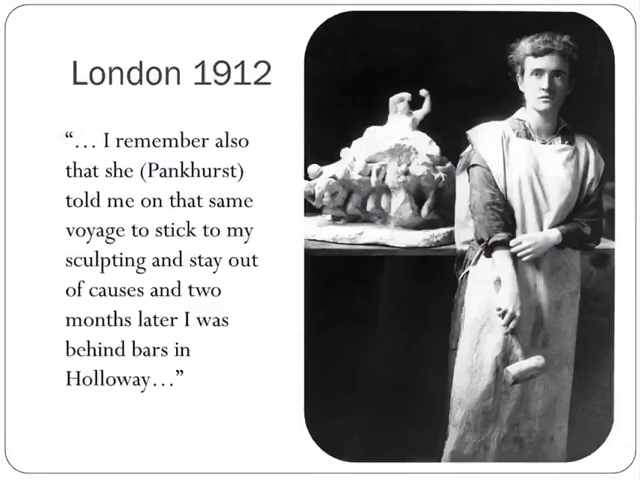 London 1912
“… I remember also
that she (Pankhurst)
told me on that same
voyage to stick to my
sculpting and stay out
of causes and two
months later I was
behind bars in
Holloway…”